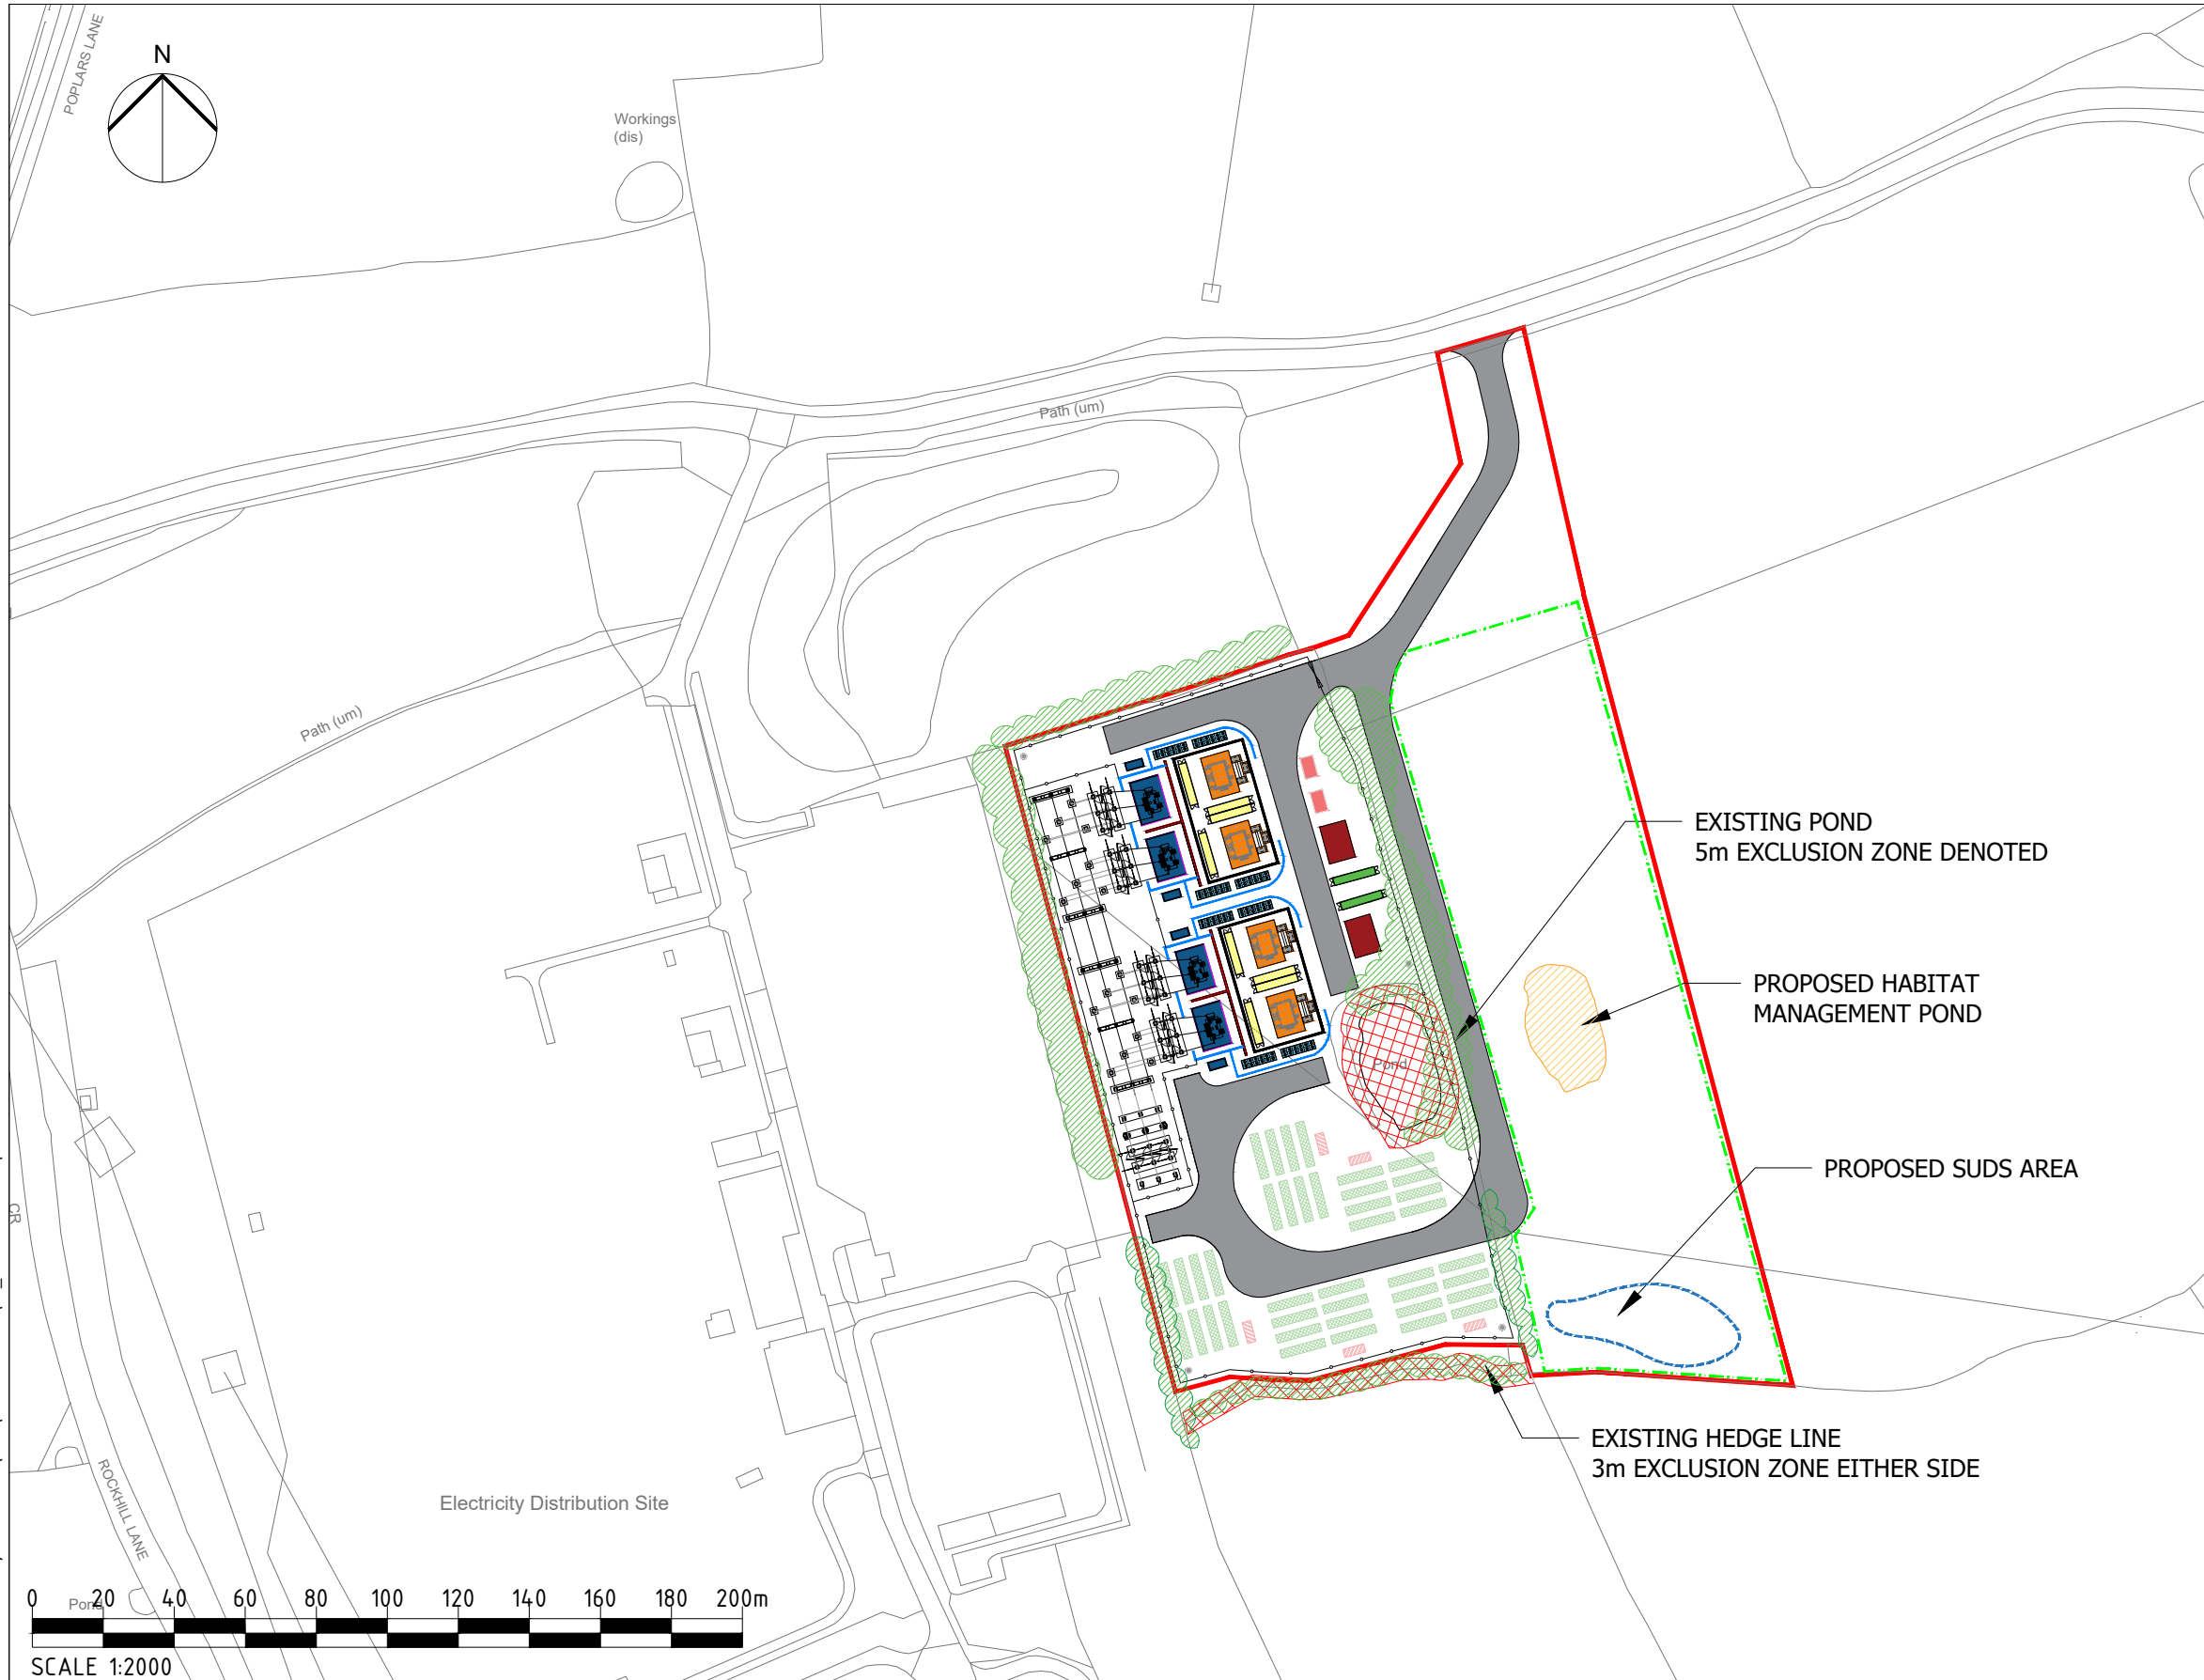 POPLARS LANE
N
Workings
(dis)
Path (um)
Path (um)
EXISTING POND
5m EXCLUSION ZONE DENOTED
PROPOSED HABITAT
MANAGEMENT POND
Pond
PROPOSED SUDS AREA
CR
EXISTING HEDGE LINE
3m EXCLUSION ZONE EITHER SIDE
ROCKHILL LANE
Electricity Distribution Site
0 20 40 60 80 100 120 140 160 180 200m
Pond
SCALE 1:2000